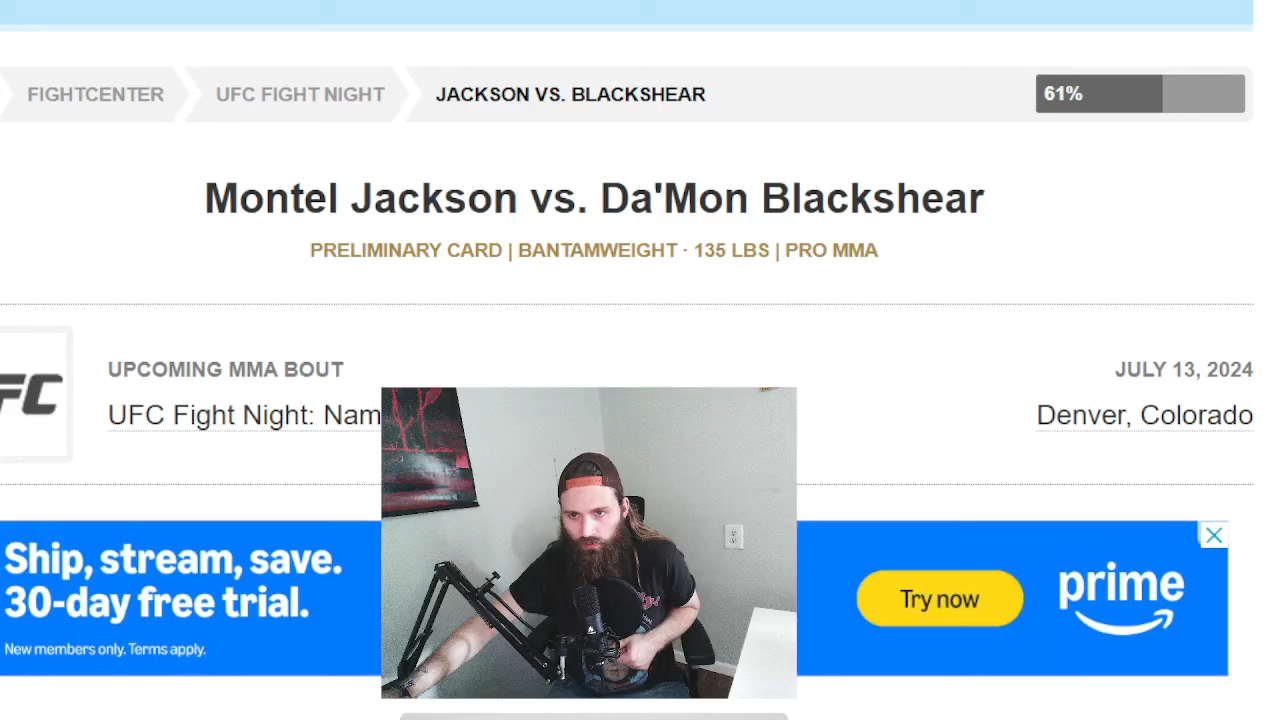 FIGHTCENTER
UFC FIGHT NIGHT
JACKSON VS. BLACKSHEAR
61%
Montel Jackson vs. Da'Mon Blackshear
PRELIMINARY CARD | BANTAMWEIGHT · 135 LBS | PRO MMA
FC
UPCOMING MMA BOUT
JULY 13, 2024
UFC Fight Night: Nam
Denver, Colorado
Ship, stream, save.
30-day free trial.
New members only. Terms apply.
Try now
prime